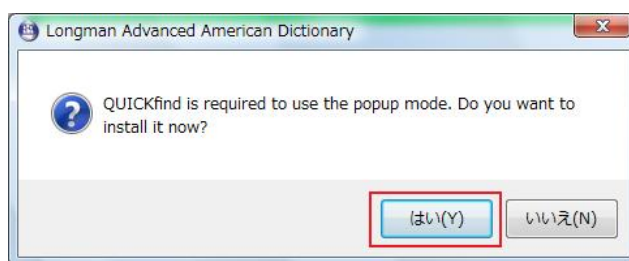 Longman Advanced American Dictionary
QUICKfind is required to use the popup mode. Do you want to
install it now?
はい(Y) いいえ(N)